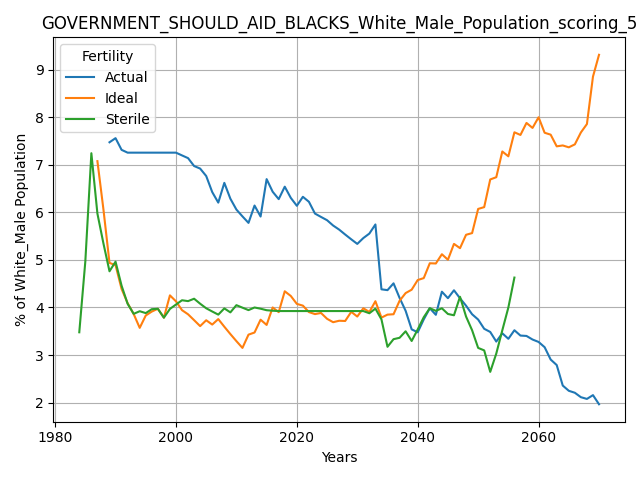 GOVERNMENT_SHOULD_AID_BLACKS_White_Male_Population_scoring_5
Fertility
Actual
Ideal
Sterile
% of White_Male Population
9
8
7
6
5
4
3
2
1980
2000
2020
2040
2060
Years